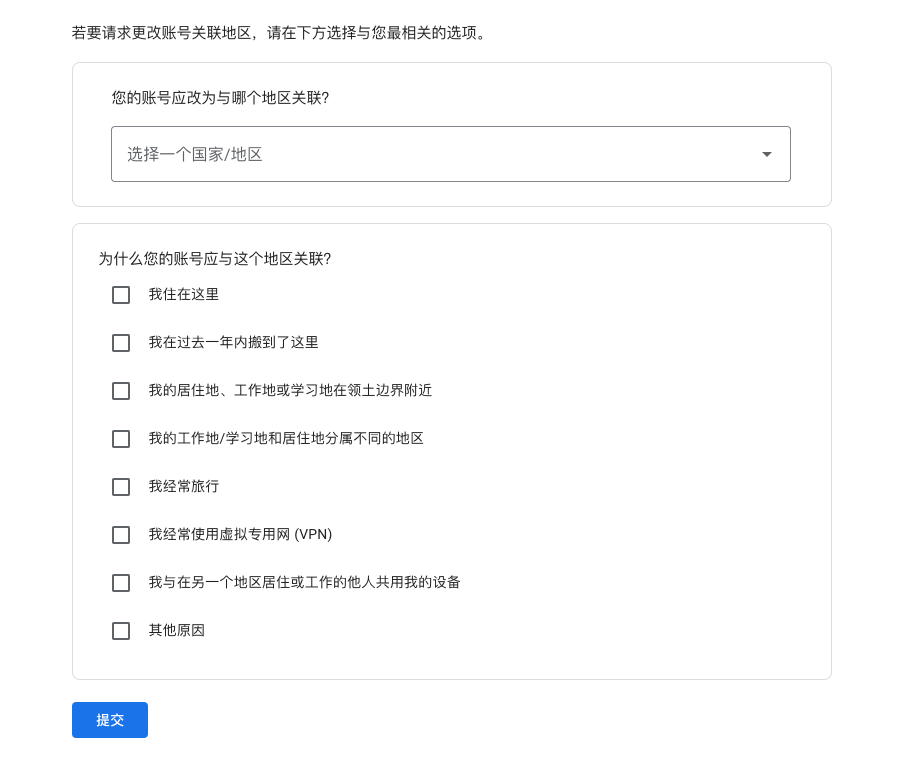 若要请求更改账号关联地区，请在下方选择与您最相关的选项。
您的账号应改为与哪个地区关联?
选择一个国家/地区
为什么您的账号应与这个地区关联?
我住在这里
我在过去一年内搬到了这里
我的居住地、工作地或学习地在领土边界附近
我的工作地/学习地和居住地分属不同的地区
我经常旅行
我经常使用虚拟专用网 (VPN)
我与在另一个地区居住或工作的他人共用我的设备
其他原因
提交